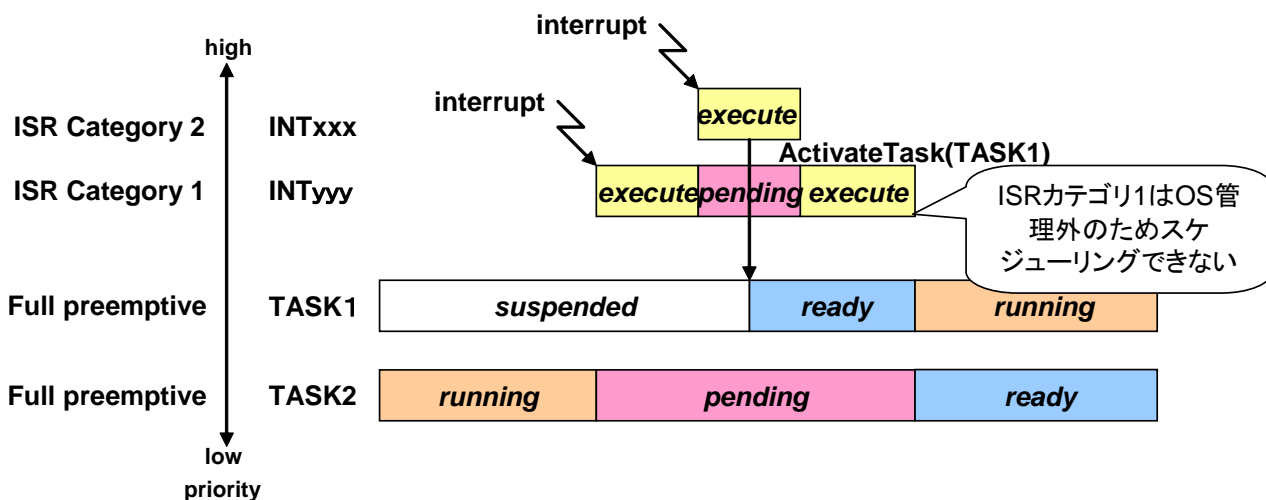 interrupt
high
interrupt
ISR Category 2
INTxxx
execute
ActivateTask(TASK1)
ISR Category 1
INTyyy
execute
pending
execute
ISRカテゴリ1はOS管
理外のためスケ
ジューリングできない
Full preemptive
TASK1
suspended
ready
running
Full preemptive
TASK2
running
pending
ready
low
priority